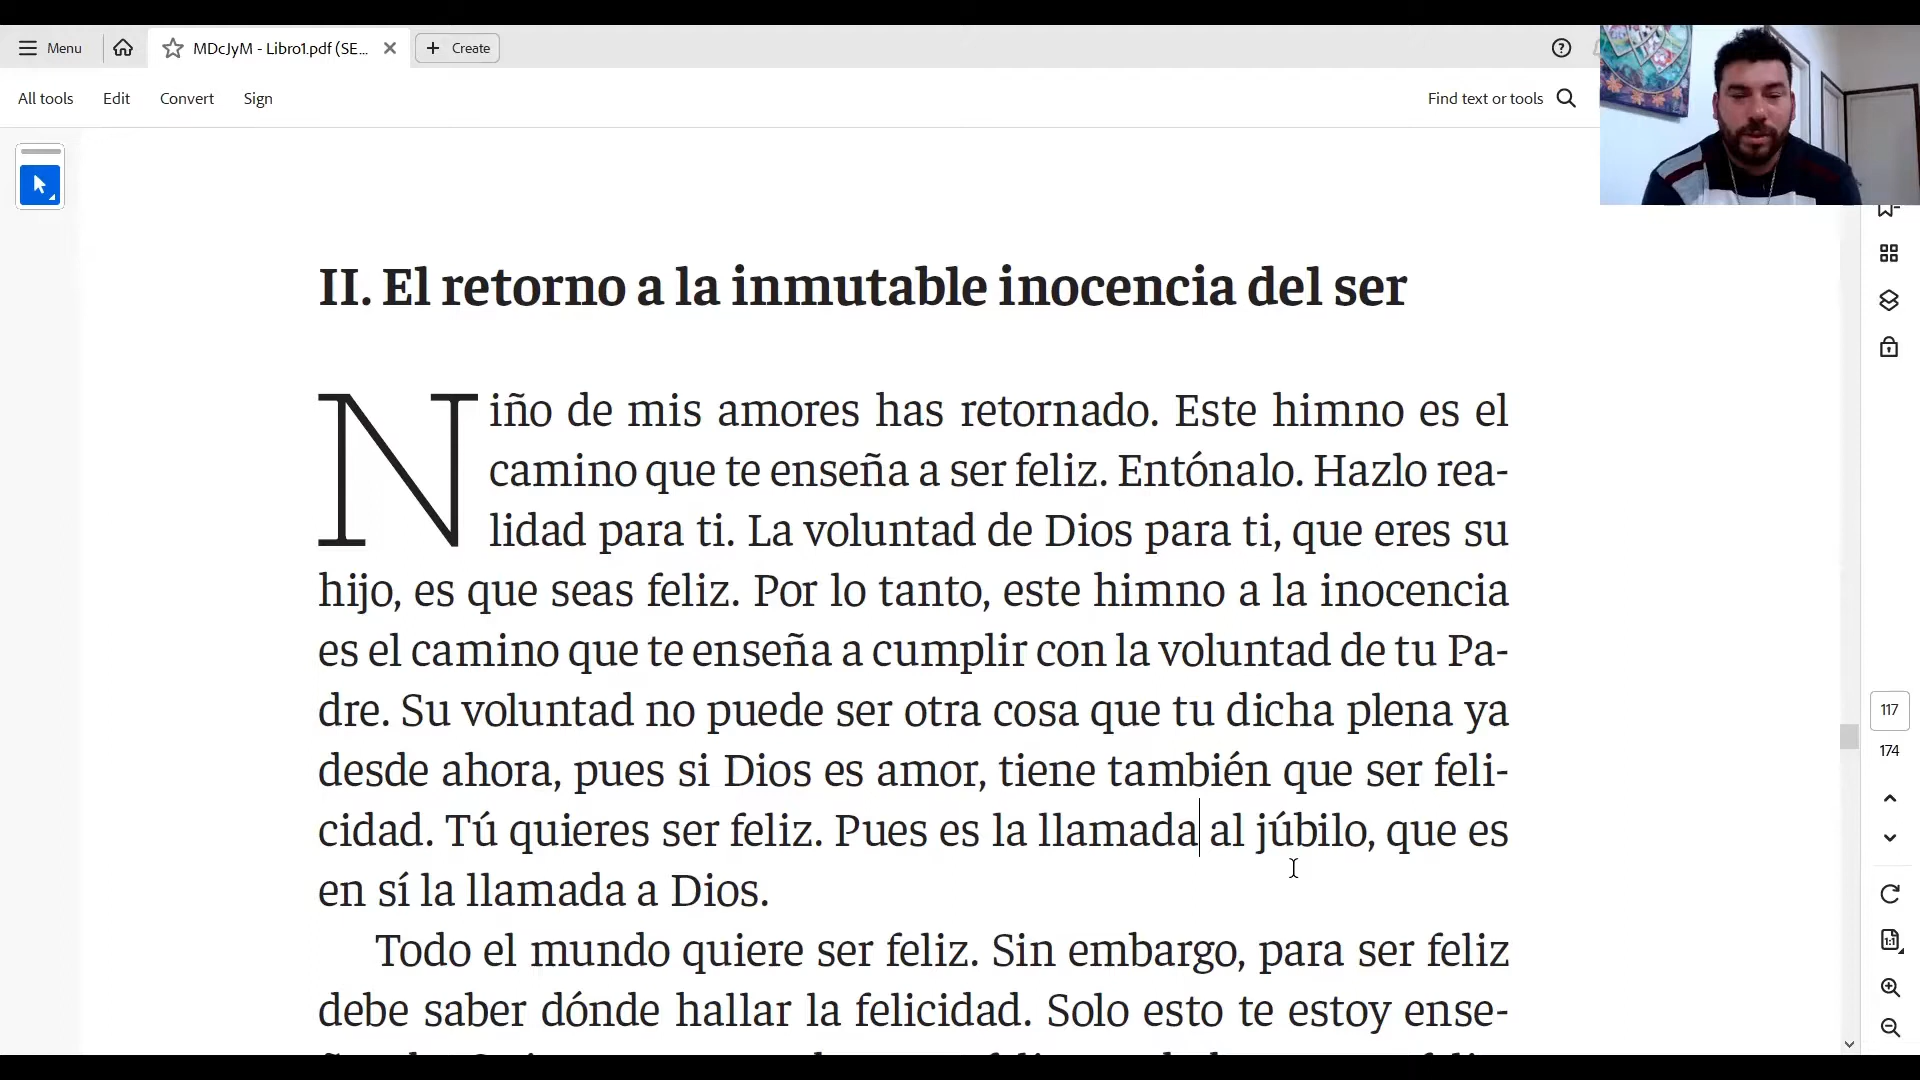 Menu
MDcJyM - Libro1.pdf (SE...
Create
All tools
Edit
Convert
Sign
Find text or tools
II. El retorno a la inmutable inocencia del ser
Niño de mis amores has retornado. Este himno es el
camino que te enseña a ser feliz. Entónalo. Hazlo rea-
lidad para ti. La voluntad de Dios para ti, que eres su
hijo, es que seas feliz. Por lo tanto, este himno a la inocencia
es el camino que te enseña a cumplir con la voluntad de tu Pa-
dre. Su voluntad no puede ser otra cosa que tu dicha plena ya
desde ahora, pues si Dios es amor, tiene también que ser feli-
cidad. Tú quieres ser feliz. Pues es la llamada al júbilo, que es
en sí la llamada a Dios.
Todo el mundo quiere ser feliz. Sin embargo, para ser feliz
debe saber dónde hallar la felicidad. Solo esto te estoy ense-
117
174
1:1